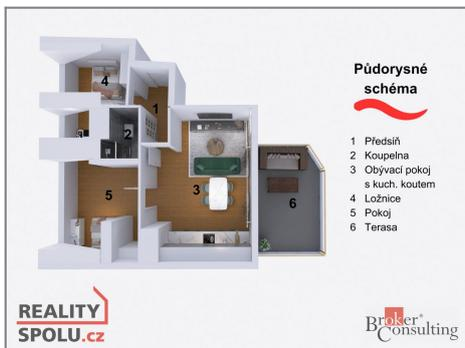 Půdorysné
schéma
1 Předsíň
2 Koupelna
3 Obývací pokoj
s kuch. koutem
4 Ložnice
5 Pokoj
6 Terasa
4
1
2
3
5
6
REALITY
SPOLU.cz
Broker®
Consulting